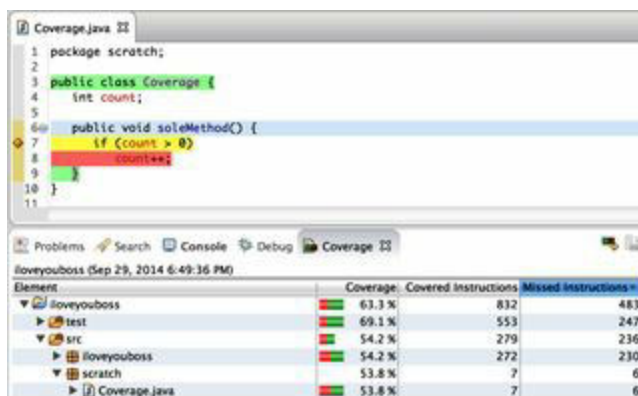 Coverage.java
1 package scratch;
2
3 public class Coverage {
4 int count;
5
6 public void soleMethod() {
7 if (count > 0)
8 count++;
9 }
10 }
11
Problems Search Console Debug Coverage
iloveyouboss (Sep 29, 2014 6:49:36 PM)
Element Coverage Covered Instructions Missed Instructions
iloveyouboss 63.3 % 832 483
test 69.1 % 553 247
src 54.2 % 279 236
iloveyouboss 54.2 % 272 230
scratch 53.8 % 7 6
Coverage.java 53.8 % 7 6